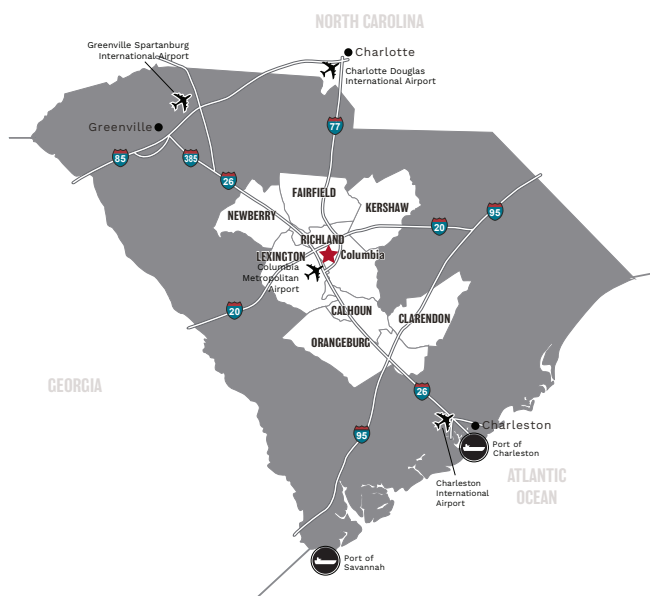 NORTH CAROLINA
Greenville Spartanburg
International Airport
Charlotte
Charlotte Douglas
International Airport
Greenville
77
85
385
26
FAIRFIELD
KERSHAW
NEWBERRY
95
20
RICHLAND
LEXINGTON
Columbia
Columbia
Metropolitan
Airport
20
CALHOUN
CLARENDON
ORANGEBURG
GEORGIA
26
95
Charleston
Port of
Charleston
ATLANTIC
OCEAN
Charleston
International
Airport
Port of
Savannah